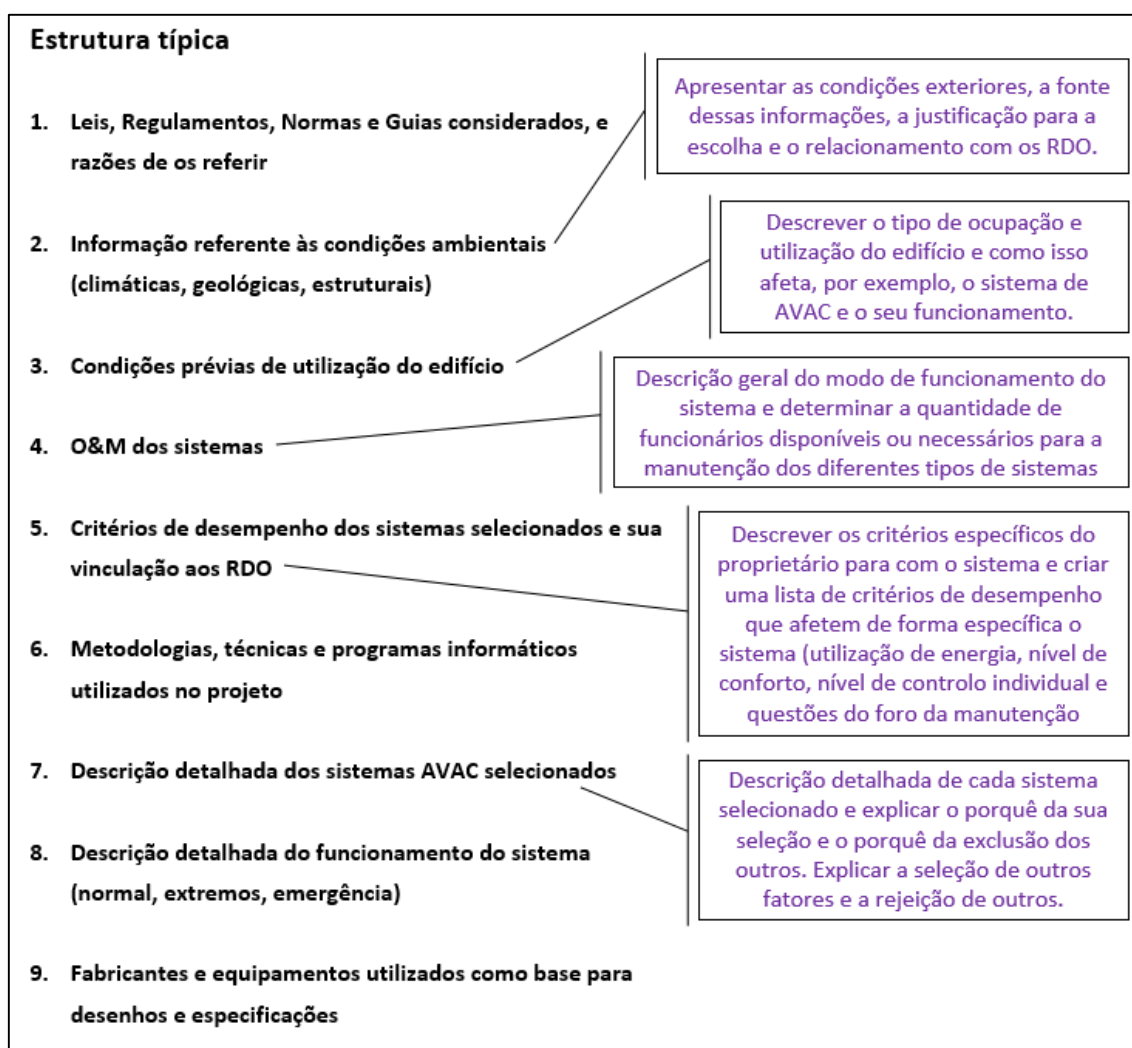 Estrutura típica
1. Leis, Regulamentos, Normas e Guias considerados, e
razões de os referir
Apresentar as condições exteriores, a fonte
dessas informações, a justificação para a
escolha e o relacionamento com os RDO.
2. Informação referente às condições ambientais
(climáticas, geológicas, estruturais)
Descrever o tipo de ocupação e
utilização do edifício e como isso
afeta, por exemplo, o sistema de
AVAC e o seu funcionamento.
3. Condições prévias de utilização do edifício
Descrição geral do modo de funcionamento do
sistema e determinar a quantidade de
funcionários disponíveis ou necessários para a
manutenção dos diferentes tipos de sistemas
4. O&M dos sistemas
5. Critérios de desempenho dos sistemas selecionados e sua
vinculação aos RDO
Descrever os critérios específicos do
proprietário para com o sistema e criar
uma lista de critérios de desempenho
que afetem de forma específica o
sistema (utilização de energia, nível de
conforto, nível de controlo individual e
questões do foro da manutenção
6. Metodologias, técnicas e programas informáticos
utilizados no projeto
7. Descrição detalhada dos sistemas AVAC selecionados
Descrição detalhada de cada sistema
selecionado e explicar o porquê da sua
seleção e o porquê da exclusão dos
outros. Explicar a seleção de outros
fatores e a rejeição de outros.
8. Descrição detalhada do funcionamento do sistema
(normal, extremos, emergência)
9. Fabricantes e equipamentos utilizados como base para
desenhos e especificações